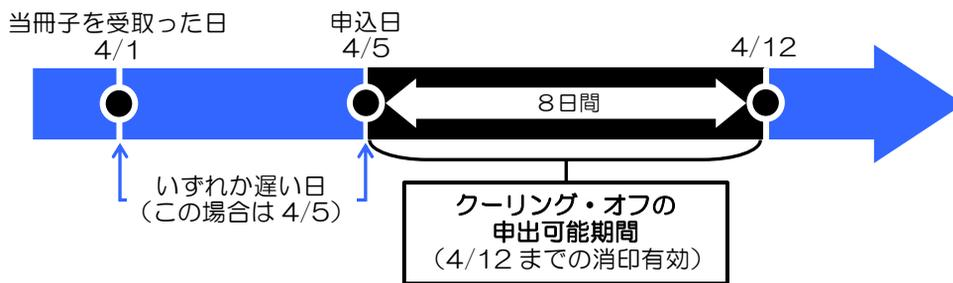 当冊子を受取った日
4/1
申込日
4/5
4/12
8日間
いずれか遅い日
（この場合は 4/5）
クーリング・オフの
申出可能期間
（4/12 までの消印有効）